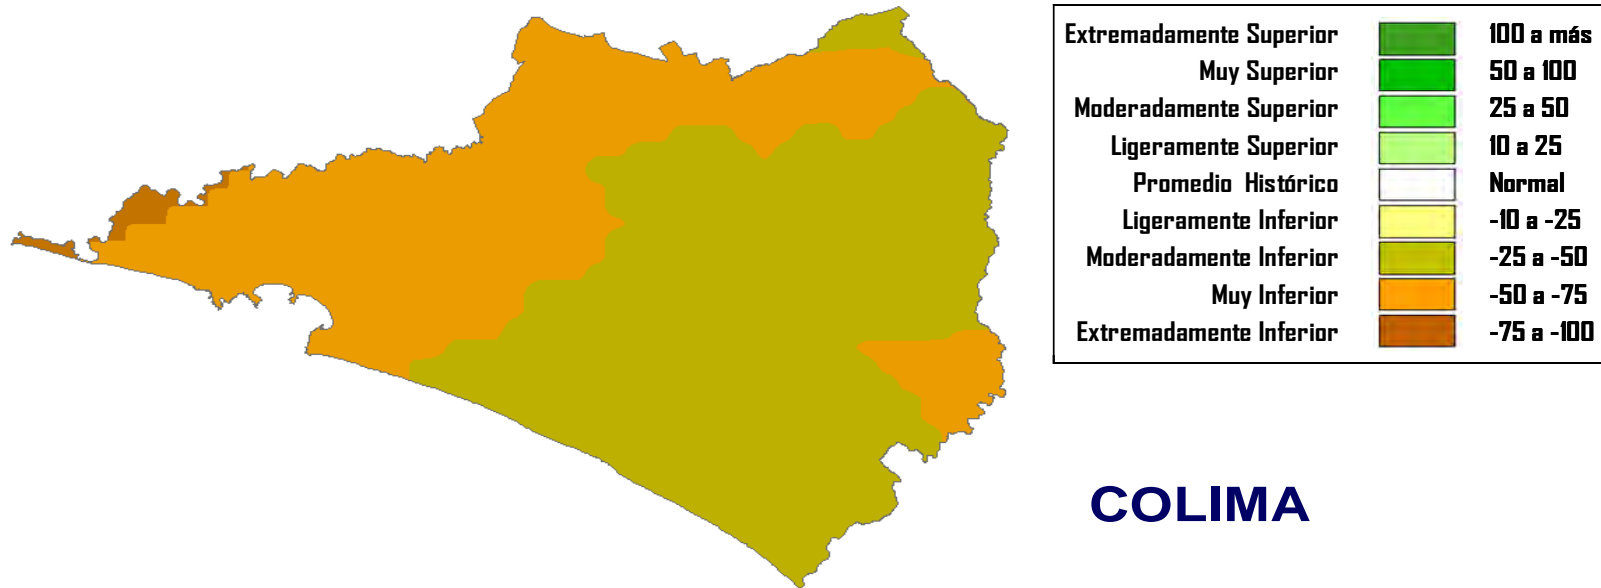 Extremadamente Superior 100 a más
Muy Superior 50 a 100
Moderadamente Superior 25 a 50
Ligeramente Superior 10 a 25
Promedio Histórico Normal
Ligeramente Inferior -10 a -25
Moderadamente Inferior -25 a -50
Muy Inferior -50 a -75
Extremadamente Inferior -75 a -100
COLIMA